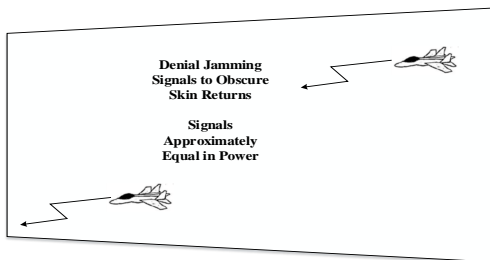 Denial Jamming
Signals to Obscure
Skin Returns
Signals
Approximately
Equal in Power